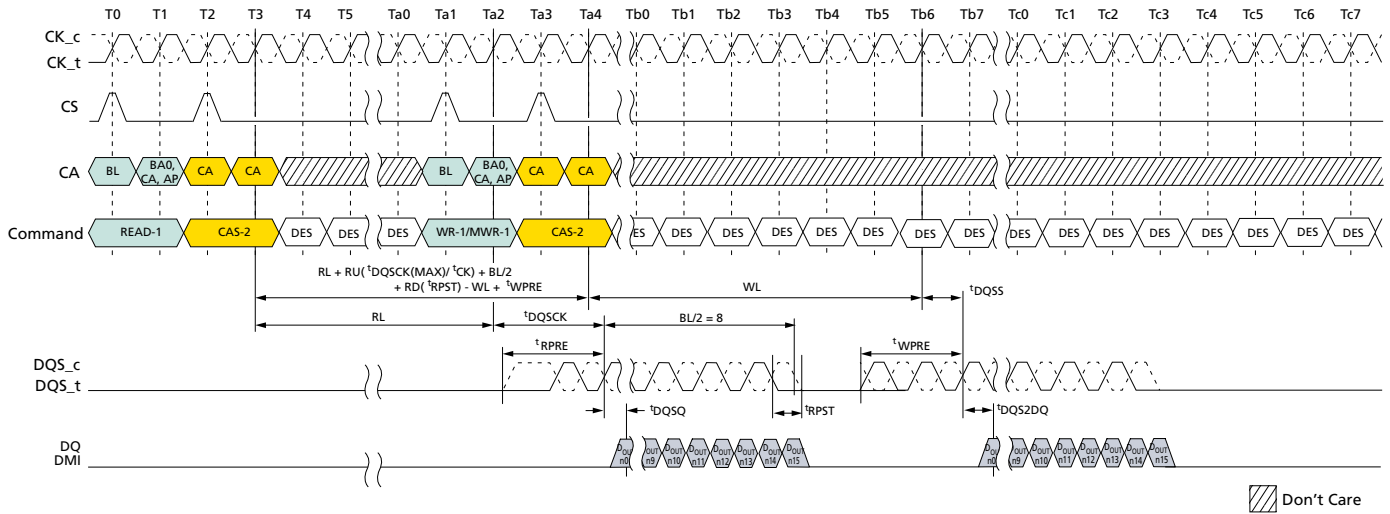 T0 T1 T2 T3 T4 T5 Ta0 Ta1 Ta2 Ta3 Ta4 Tb0 Tb1 Tb2 Tb3 Tb4 Tb5 Tb6 Tb7 Tc0 Tc1 Tc2 Tc3 Tc4 Tc5 Tc6 Tc7
CK_c
CK_t
CS
CA BL BA0, CA, AP CA CA BL BA0, CA, AP CA CA
Command READ-1 CAS-2 DES DES DES WR-1/MWR-1 CAS-2 ES DES DES DES DES DES DES DES DES DES DES DES DES DES DES DES
RL + RU( tDQSCK(MAX)/ tCK) + BL/2
+ RD( tRPST) - WL + tWPRE
WL
tDQSS
RL
tDQSCK
BL/2 = 8
tRPRE
tWPRE
DQS_c
DQS_t
tDQSQ
tRPST
tDQS2DQ
DQ
DMI
DOUT n0 DOUT n9 DOUT n10 DOUT n11 DOUT n12 DOUT n13 DOUT n14 DOUT n15
DOUT n0 DOUT n9 DOUT n10 DOUT n11 DOUT n12 DOUT n13 DOUT n14 DOUT n15
Don't Care